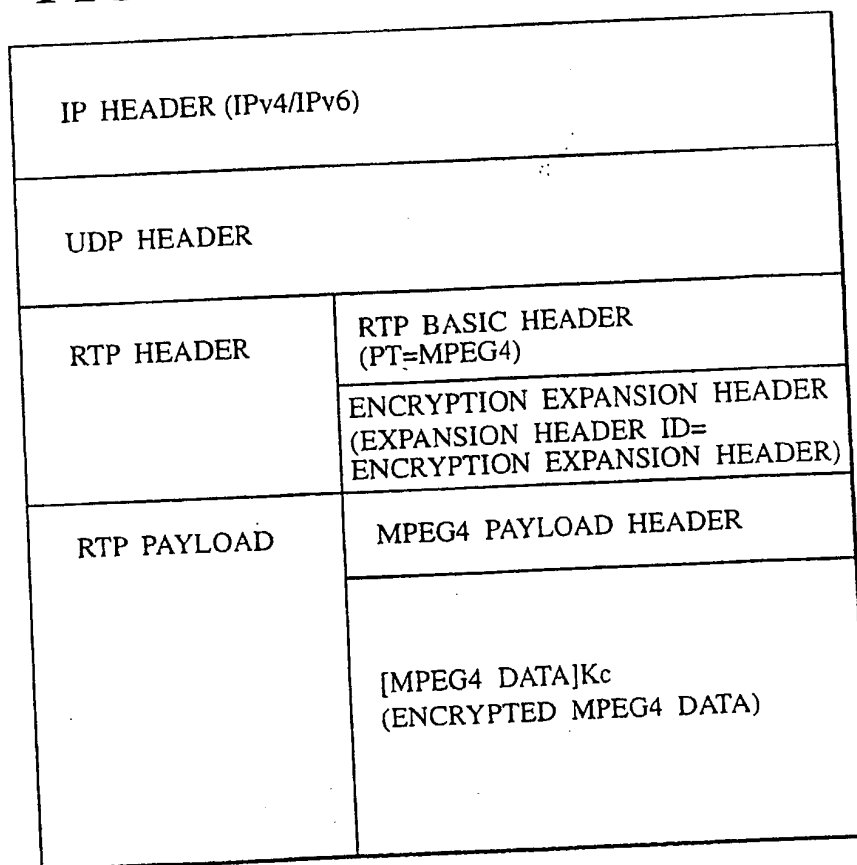 IP HEADER (IPv4/IPv6)
UDP HEADER
RTP HEADER
RTP BASIC HEADER
(PT=MPEG4)
ENCRYPTION EXPANSION HEADER
(EXPANSION HEADER ID=
ENCRYPTION EXPANSION HEADER)
RTP PAYLOAD
MPEG4 PAYLOAD HEADER
[MPEG4 DATA]Kc
(ENCRYPTED MPEG4 DATA)